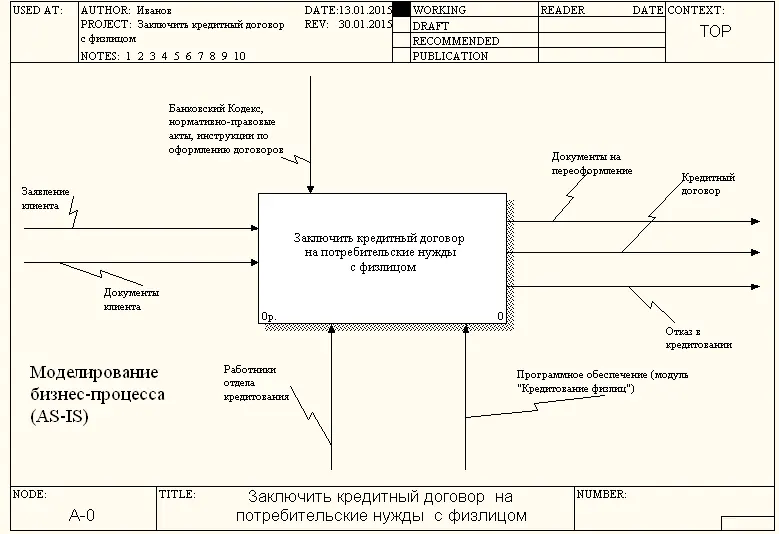 USED AT:
AUTHOR: Иванов
DATE:13.01.2015
PROJECT: Заключить кредитный договор
с физлицом
REV: 30.01.2015
NOTES: 1 2 3 4 5 6 7 8 9 10
WORKING
DRAFT
RECOMMENDED
PUBLICATION
READER
DATE
CONTEXT:
TOP
Банковский Кодекс,
нормативно-правовые
акты, инструкции по
оформлению договоров
Документы на
переоформление
Кредитный
договор
Заявление
клиента
Заключить кредитный договор
на потребительские нужды
с физлицом
0р.
0
Документы
клиента
Отказ в
кредитовании
Моделирование
бизнес-процесса
(AS-IS)
Работники
отдела
кредитования
Программное обеспечение (модуль
"Кредитование физлиц")
NODE:
A-0
TITLE:
Заключить кредитный договор на
потребительские нужды с физлицом
NUMBER: